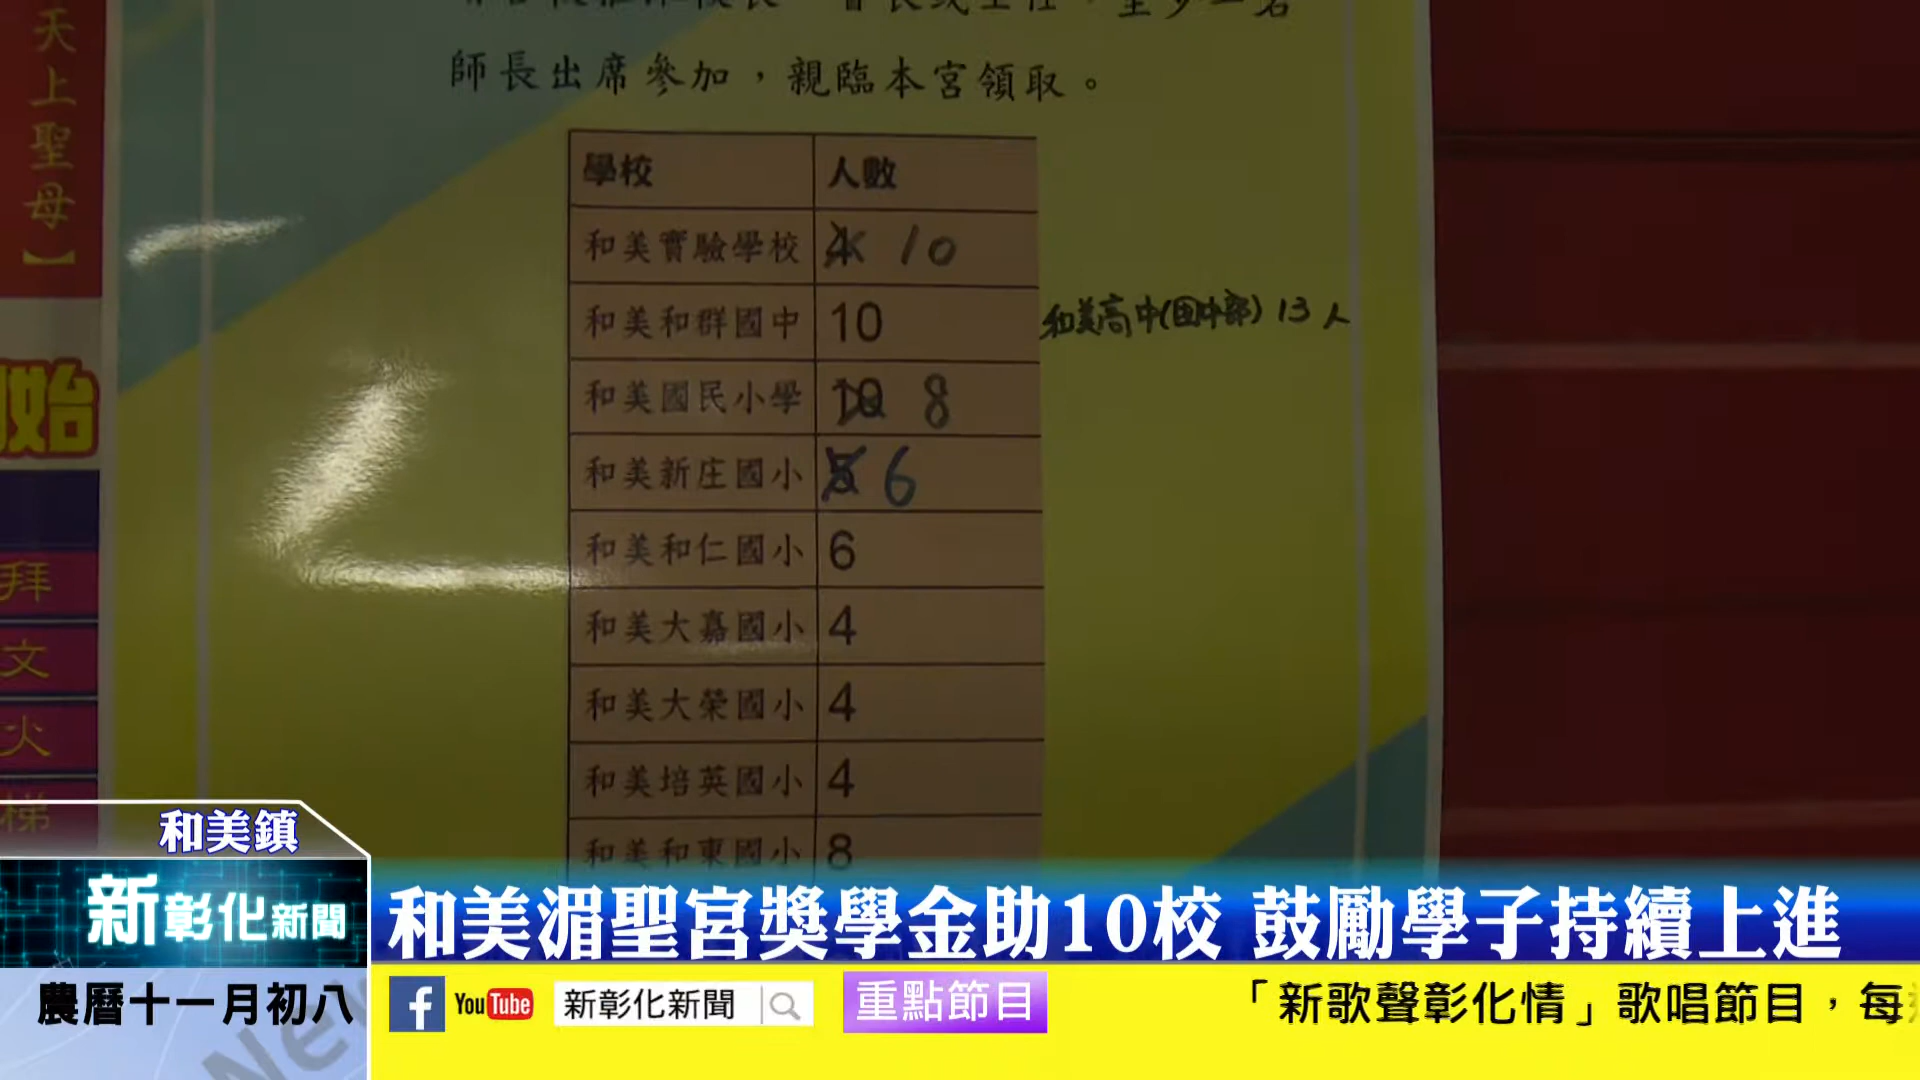 天上聖母】
師長出席參加，親臨本宮領取。
學校 人數
和美實驗學校 4 10
和美和群國中 10 和美高中(国中部) 13人
和美國民小學 10 8
和美新庄國小 5 6
和美和仁國小 6
和美大嘉國小 4
和美大榮國小 4
和美培英國小 4
和美和東國小 8
始
拜
文
火
梯
和美鎮
新彰化新聞
和美湄聖宮獎學金助10校 鼓勵學子持續上進
農曆十一月初八
f YouTube 新彰化新聞 重點節目 「新歌聲彰化情」歌唱節目，每